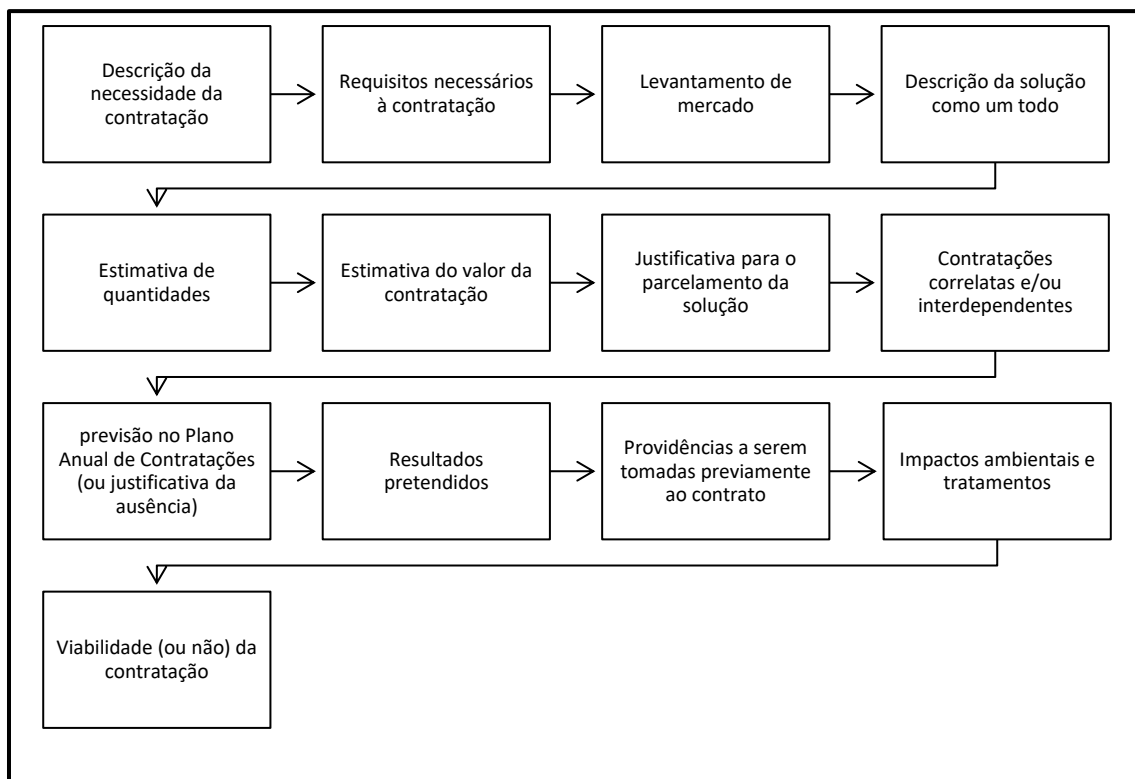 Descrição da
necessidade da
contratação
Requisitos necessários
à contratação
Levantamento de
mercado
Descrição da solução
como um todo
Estimativa de
quantidades
Estimativa do valor da
contratação
Justificativa para o
parcelamento da
solução
Contratações
correlatas e/ou
interdependentes
previsão no Plano
Anual de Contratações
(ou justificativa da
ausência)
Resultados
pretendidos
Providências a serem
tomadas previamente
ao contrato
Impactos ambientais e
tratamentos
Viabilidade (ou não) da
contratação